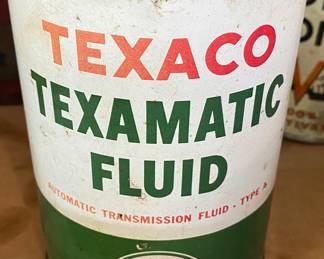 TEXACO
TEXAMATIC
FLUID
AUTOMATIC TRANSMISSION FLUID · TYPE A